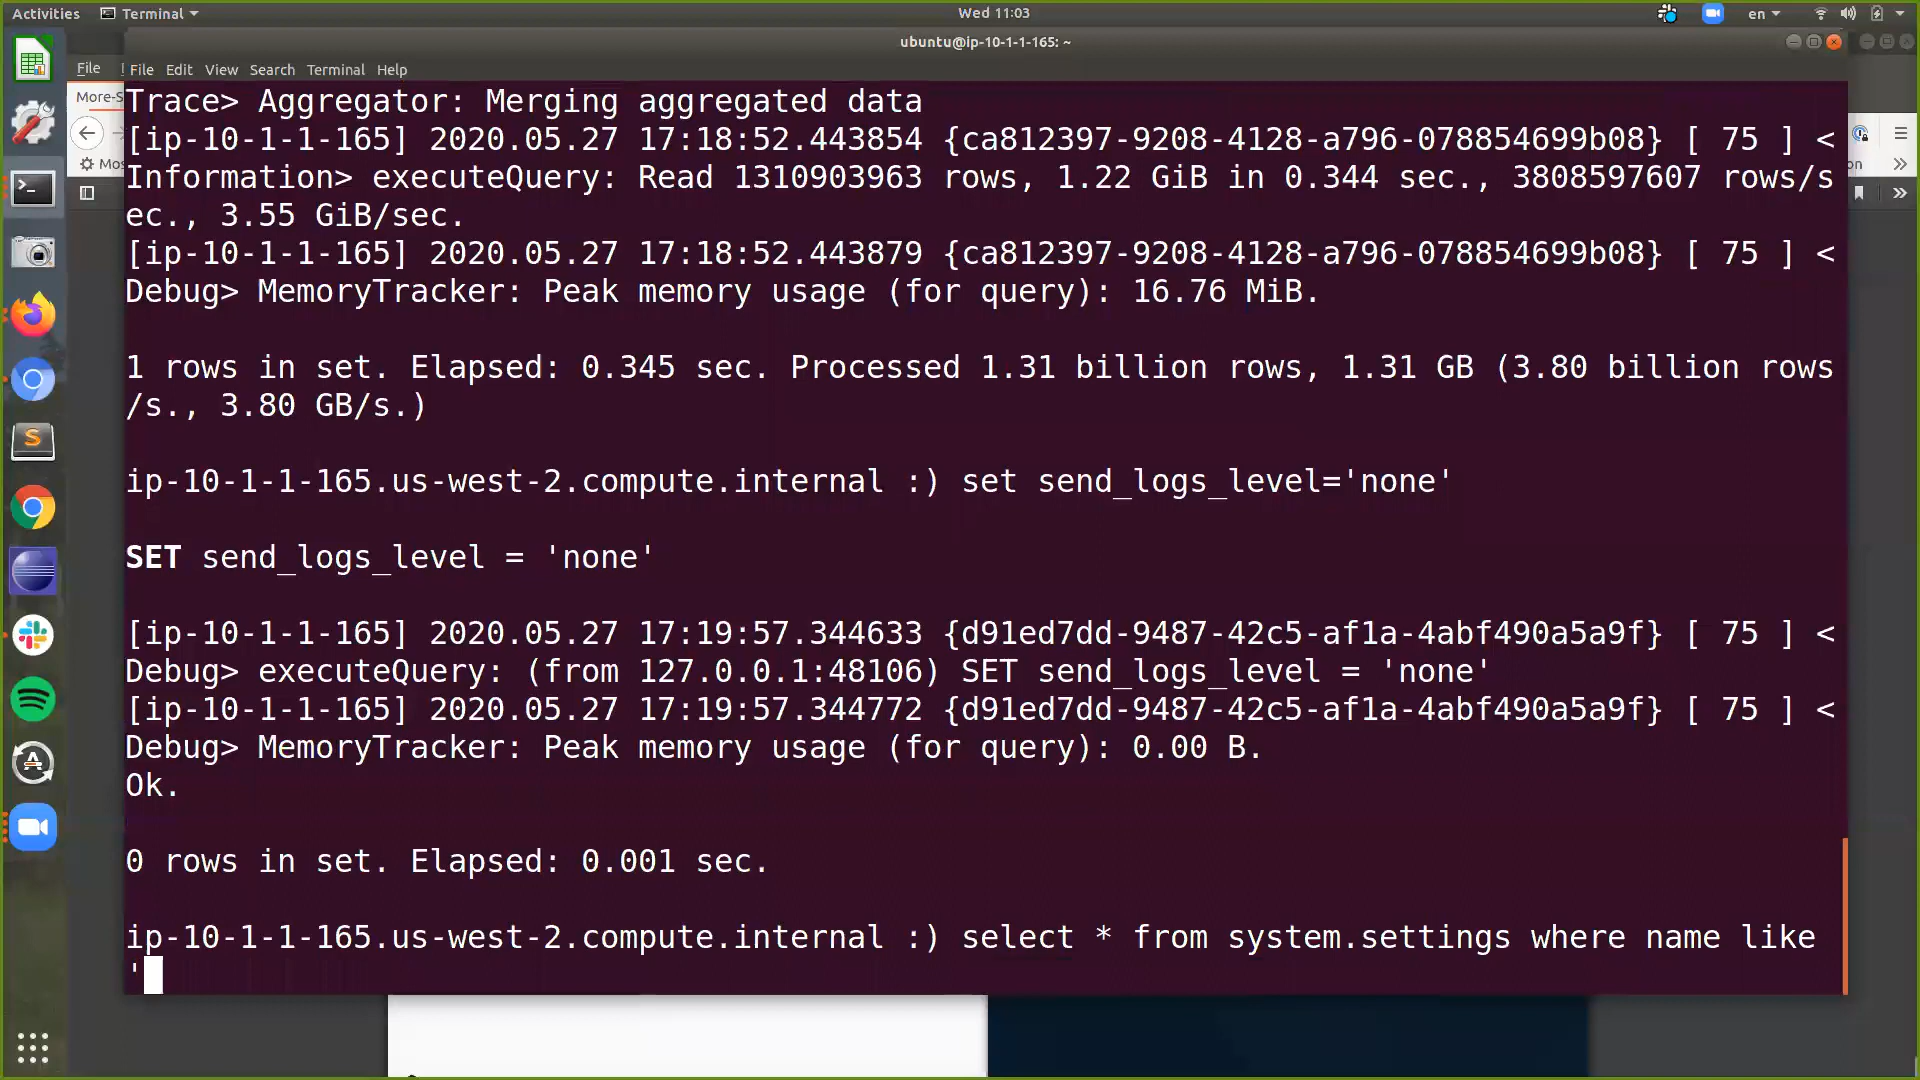 Activities Terminal Wed 11:03 en
ubuntu@ip-10-1-1-165: ~
File File Edit View Search Terminal Help
More-S
Mos
on
Trace> Aggregator: Merging aggregated data
[ip-10-1-1-165] 2020.05.27 17:18:52.443854 {ca812397-9208-4128-a796-078854699b08} [ 75 ] <
Information> executeQuery: Read 1310903963 rows, 1.22 GiB in 0.344 sec., 3808597607 rows/s
ec., 3.55 GiB/sec.
[ip-10-1-1-165] 2020.05.27 17:18:52.443879 {ca812397-9208-4128-a796-078854699b08} [ 75 ] <
Debug> MemoryTracker: Peak memory usage (for query): 16.76 MiB.
1 rows in set. Elapsed: 0.345 sec. Processed 1.31 billion rows, 1.31 GB (3.80 billion rows
/s., 3.80 GB/s.)
ip-10-1-1-165.us-west-2.compute.internal :) set send_logs_level='none'
SET send_logs_level = 'none'
[ip-10-1-1-165] 2020.05.27 17:19:57.344633 {d91ed7dd-9487-42c5-af1a-4abf490a5a9f} [ 75 ] <
Debug> executeQuery: (from 127.0.0.1:48106) SET send_logs_level = 'none'
[ip-10-1-1-165] 2020.05.27 17:19:57.344772 {d91ed7dd-9487-42c5-af1a-4abf490a5a9f} [ 75 ] <
Debug> MemoryTracker: Peak memory usage (for query): 0.00 B.
Ok.
0 rows in set. Elapsed: 0.001 sec.
ip-10-1-1-165.us-west-2.compute.internal :) select * from system.settings where name like
'